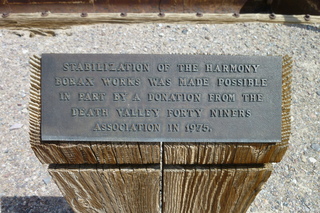 STABILIZATION OF THE HARMONY
BORAX WORKS WAS MADE POSSIBLE
IN PART BY A DONATION FROM THE
DEATH VALLEY FORTY NINERS
ASSOCIATION IN 1975.